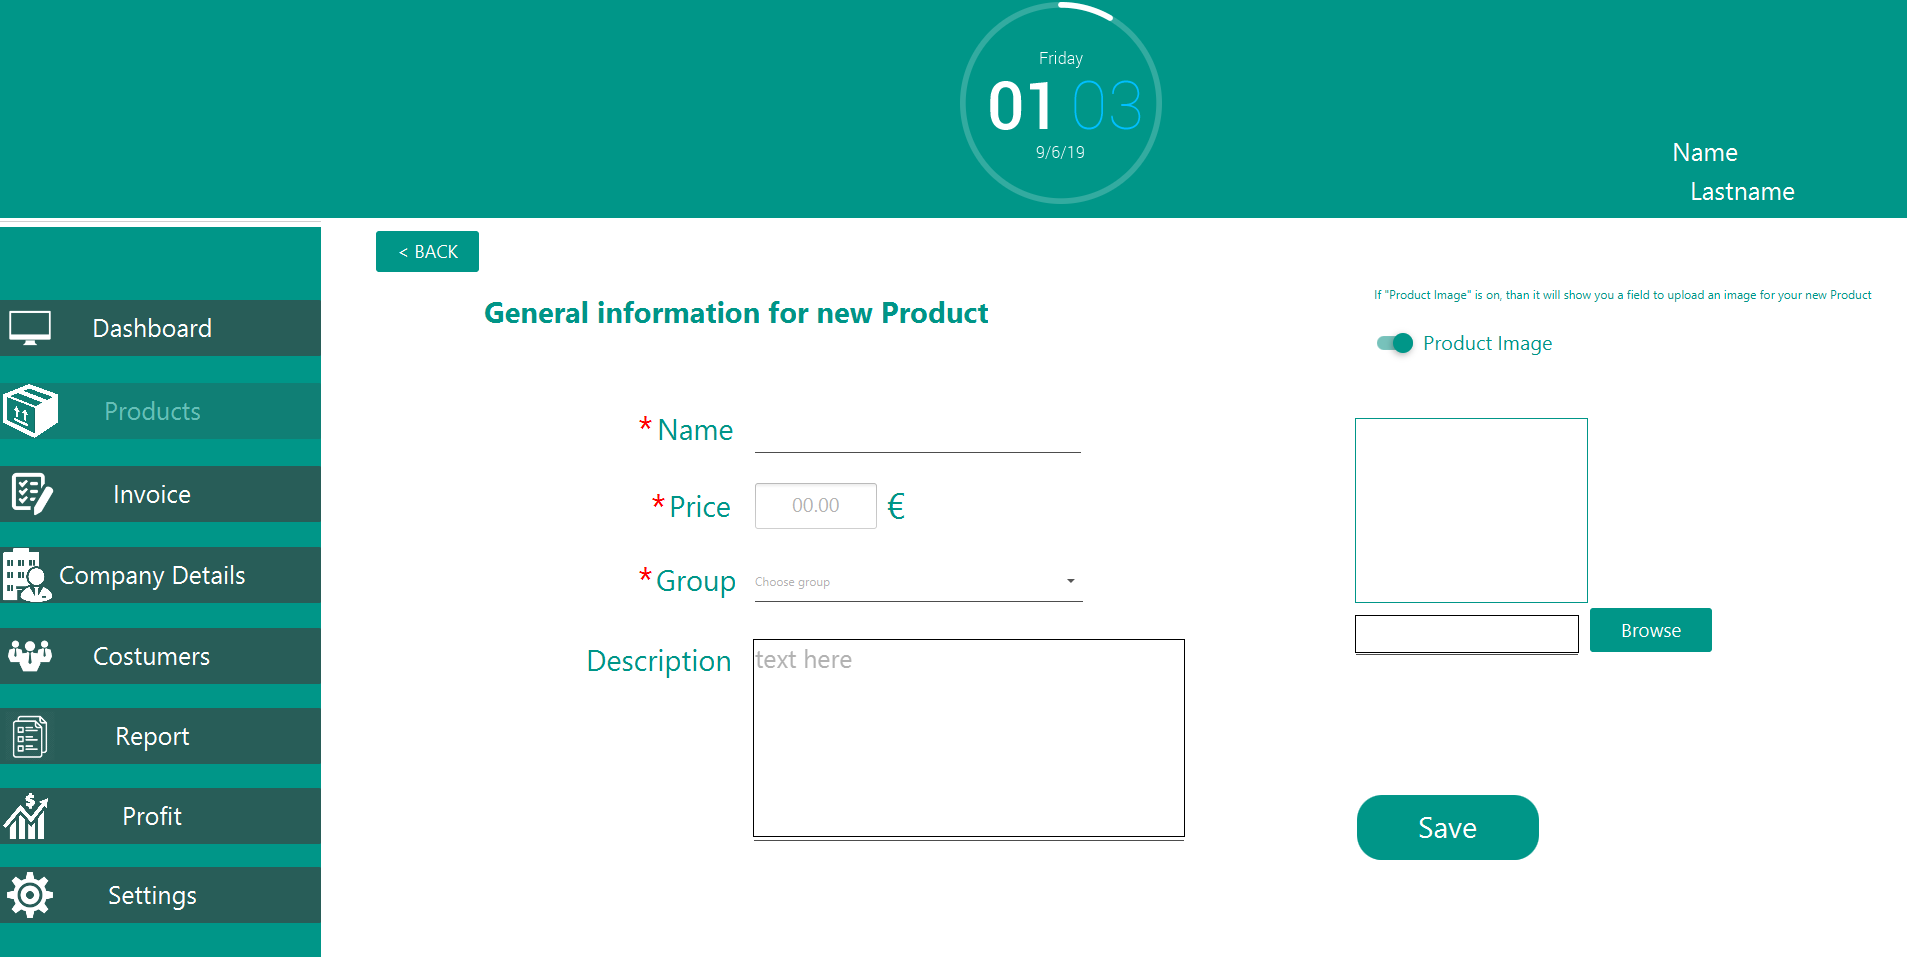 Friday
01 03
9/6/19
Name
Lastname
< BACK
General information for new Product
If "Product Image" is on, than it will show you a field to upload an image for your new Product
Product Image
Dashboard
Products
Invoice
Company Details
Costumers
Report
Profit
Settings
*Name
*Price 00.00 €
*Group Choose group
Description text here
Browse
Save